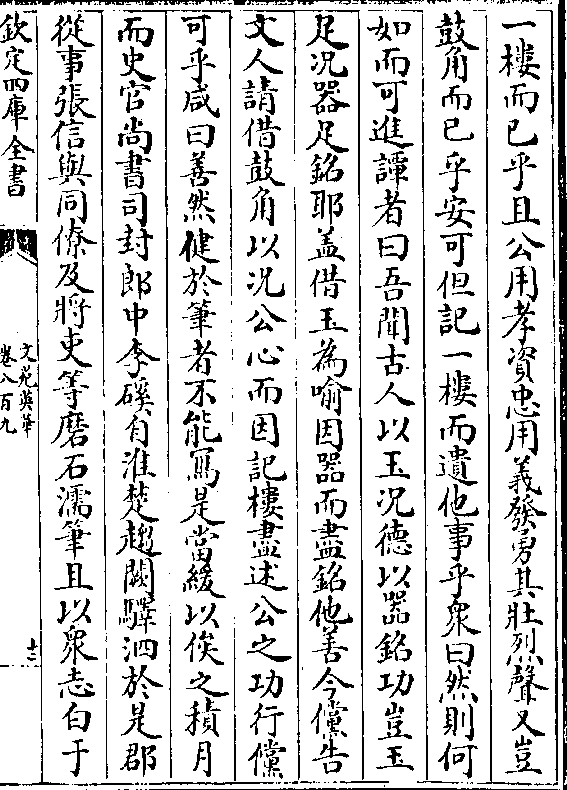 一樓而已乎且公用孝資忠用義發勇其壯烈聲又豈
鼓角而已乎安可但記一樓而遺他事乎衆曰然則何
如而可進譚者曰吾聞古人以玉况德以器銘功豈玉
足况器足銘耶盖借玉為喻因器而盡銘他善今儻告
文人請借鼓角以况公心而因記樓盡述公之功行儻
可乎咸曰善然健於筆者不能冩是當緩以俟之積月
而史官尚書司封郎中李磎自淮楚趨闕驛泗於是郡
從事張信與同僚及將吏等磨石濡筆且以衆志白于
欽定四庫全書
文苑英華
卷八百九
十三